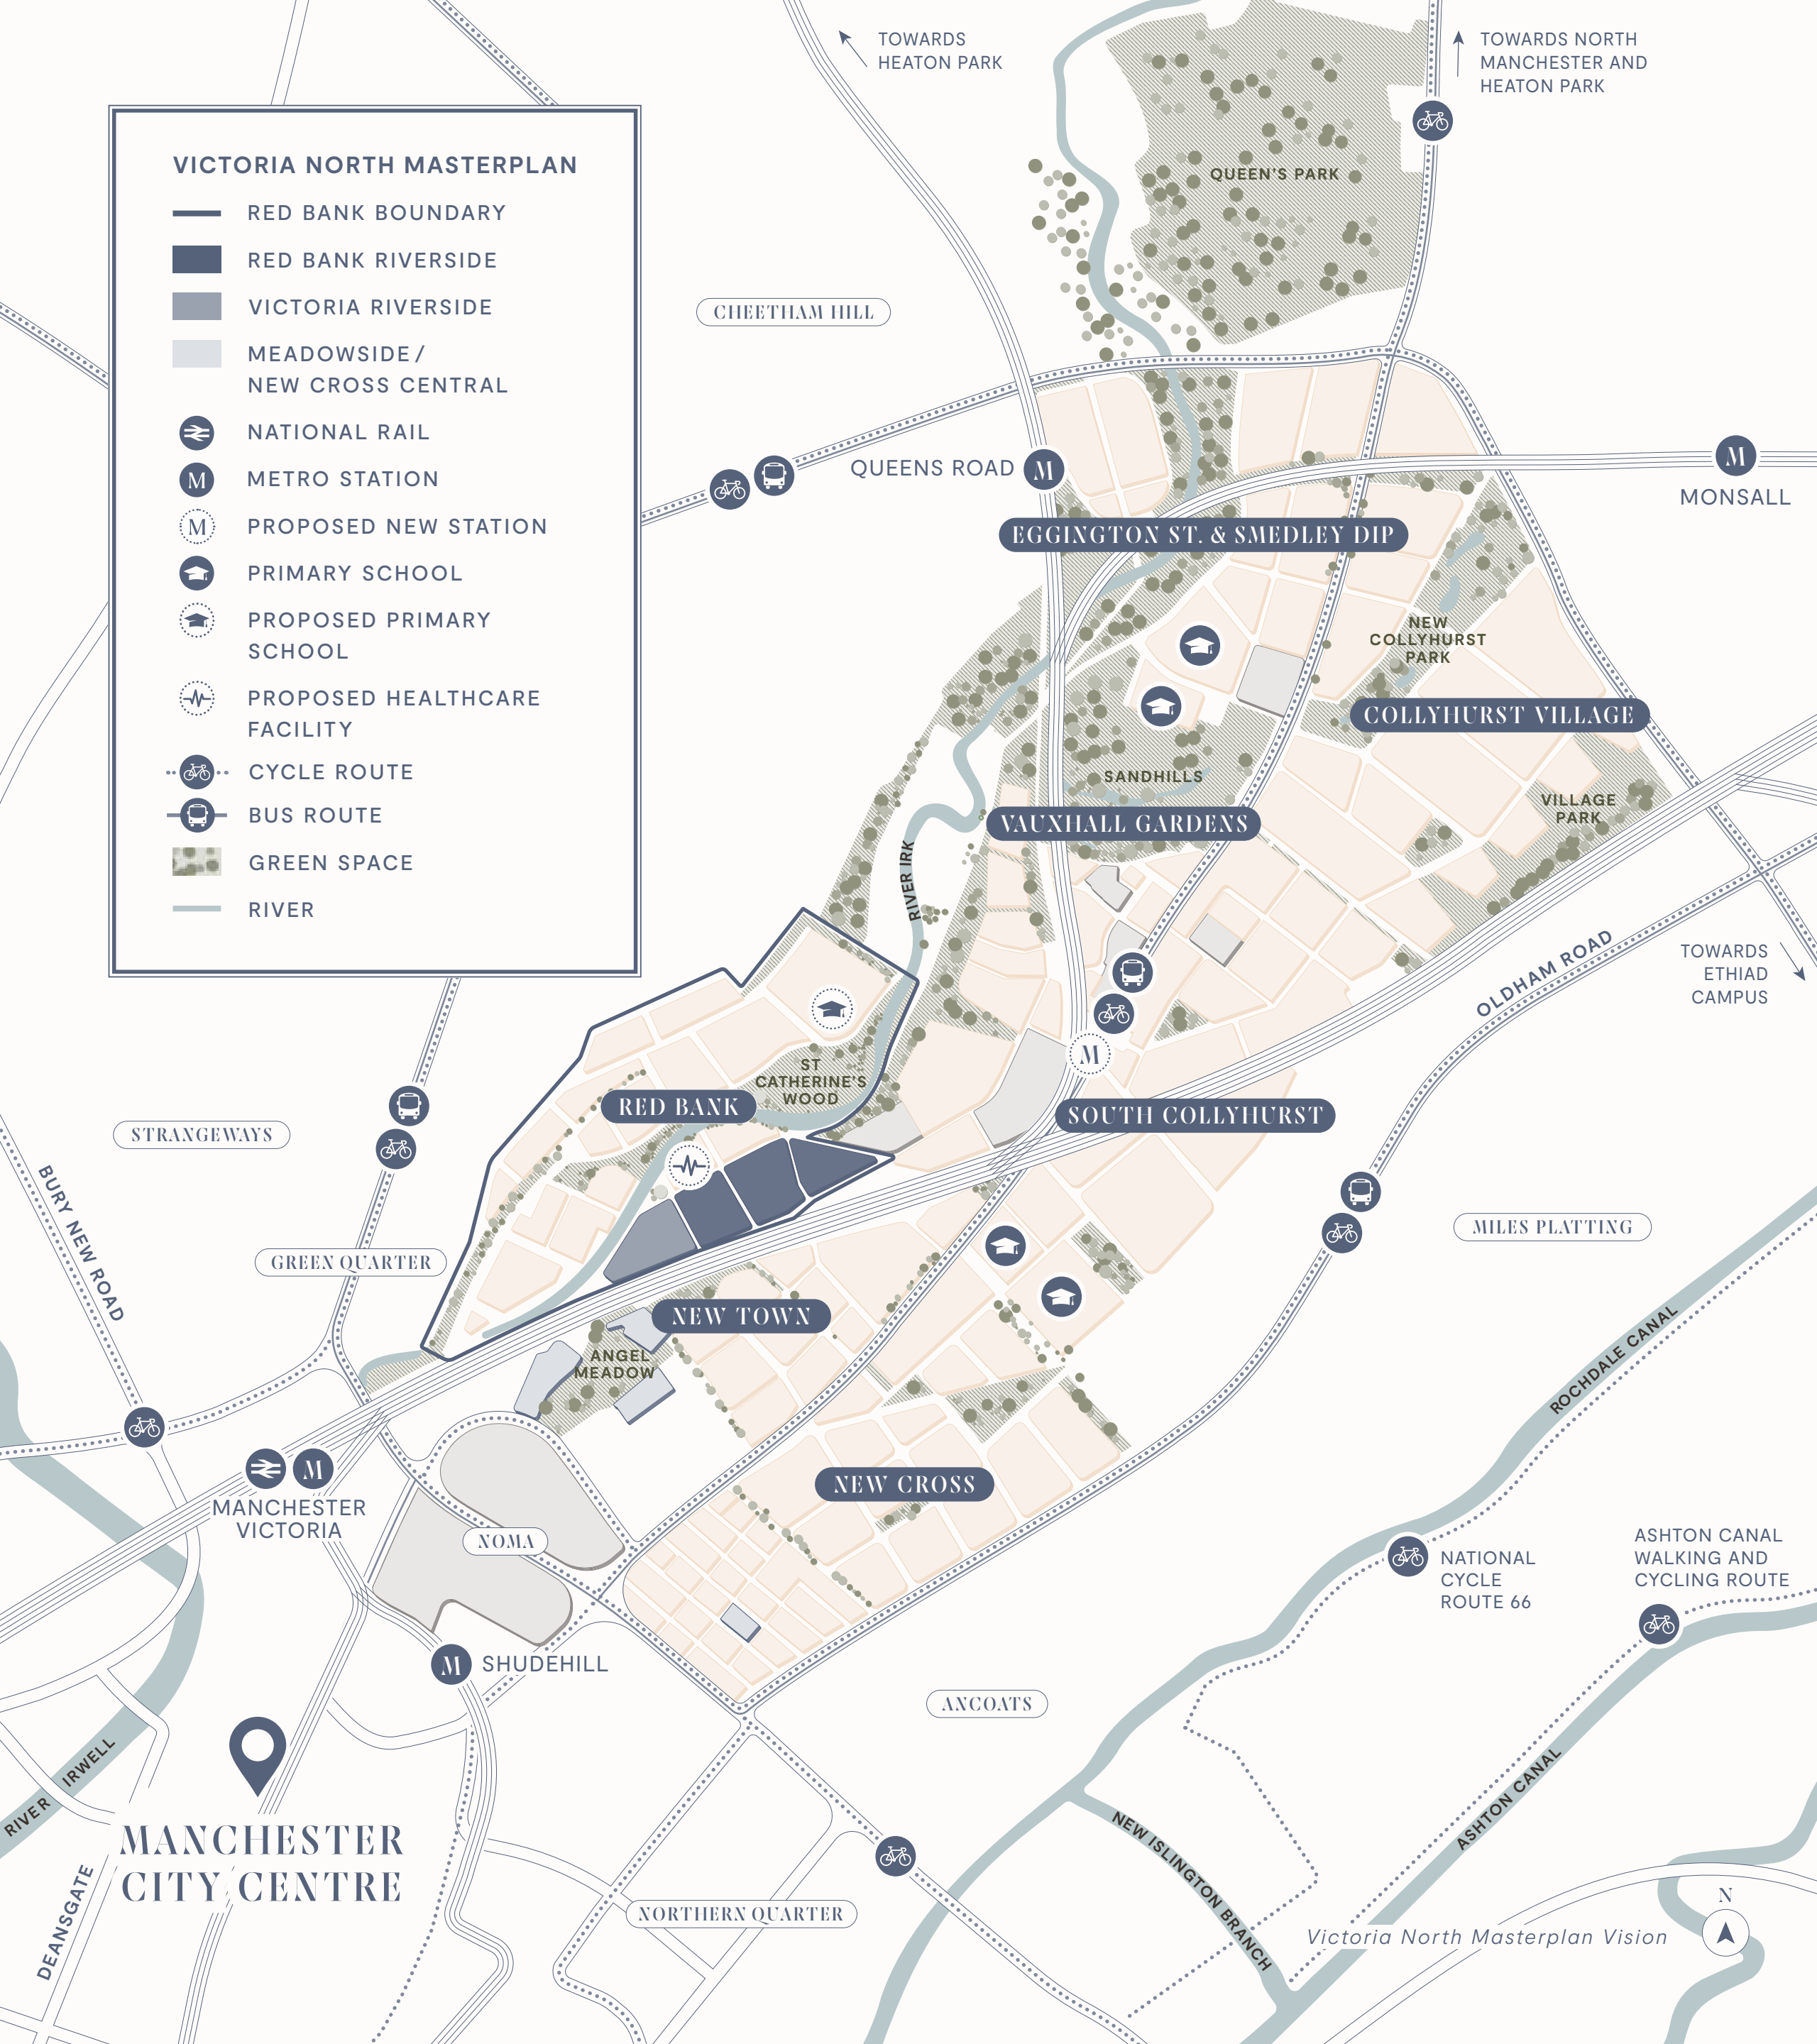 TOWARDS
HEATON PARK
TOWARDS NORTH
MANCHESTER AND
HEATON PARK
VICTORIA NORTH MASTERPLAN
RED BANK BOUNDARY
RED BANK RIVERSIDE
VICTORIA RIVERSIDE
MEADOWSIDE /
NEW CROSS CENTRAL
NATIONAL RAIL
M METRO STATION
M PROPOSED NEW STATION
PRIMARY SCHOOL
PROPOSED PRIMARY
SCHOOL
PROPOSED HEALTHCARE
FACILITY
CYCLE ROUTE
BUS ROUTE
GREEN SPACE
RIVER
QUEEN'S PARK
CHEETHAM HILL
QUEENS ROAD M
M
MONSALL
EGGINGTON ST. & SMEDLEY DIP
NEW
COLLYHURST
PARK
COLLYHURST VILLAGE
SANDHILLS
VILLAGE
PARK
VAUXHALL GARDENS
RIVER IRK
OLDHAM ROAD
TOWARDS
ETHIAD
CAMPUS
M
ST
CATHERINE'S
WOOD
RED BANK
SOUTH COLLYHURST
STRANGEWAYS
BURY NEW ROAD
GREEN QUARTER
MILES PLATTING
NEW TOWN
ANGEL
MEADOW
ROCHDALE CANAL
M
MANCHESTER
VICTORIA
NEW CROSS
NOMA
NATIONAL
CYCLE
ROUTE 66
ASHTON CANAL
WALKING AND
CYCLING ROUTE
M SHUDEHILL
ANCOATS
RIVER IRWELL
MANCHESTER
CITY CENTRE
DEANSGATE
NORTHERN QUARTER
NEW ISLINGTON BRANCH
ASHTON CANAL
N
Victoria North Masterplan Vision